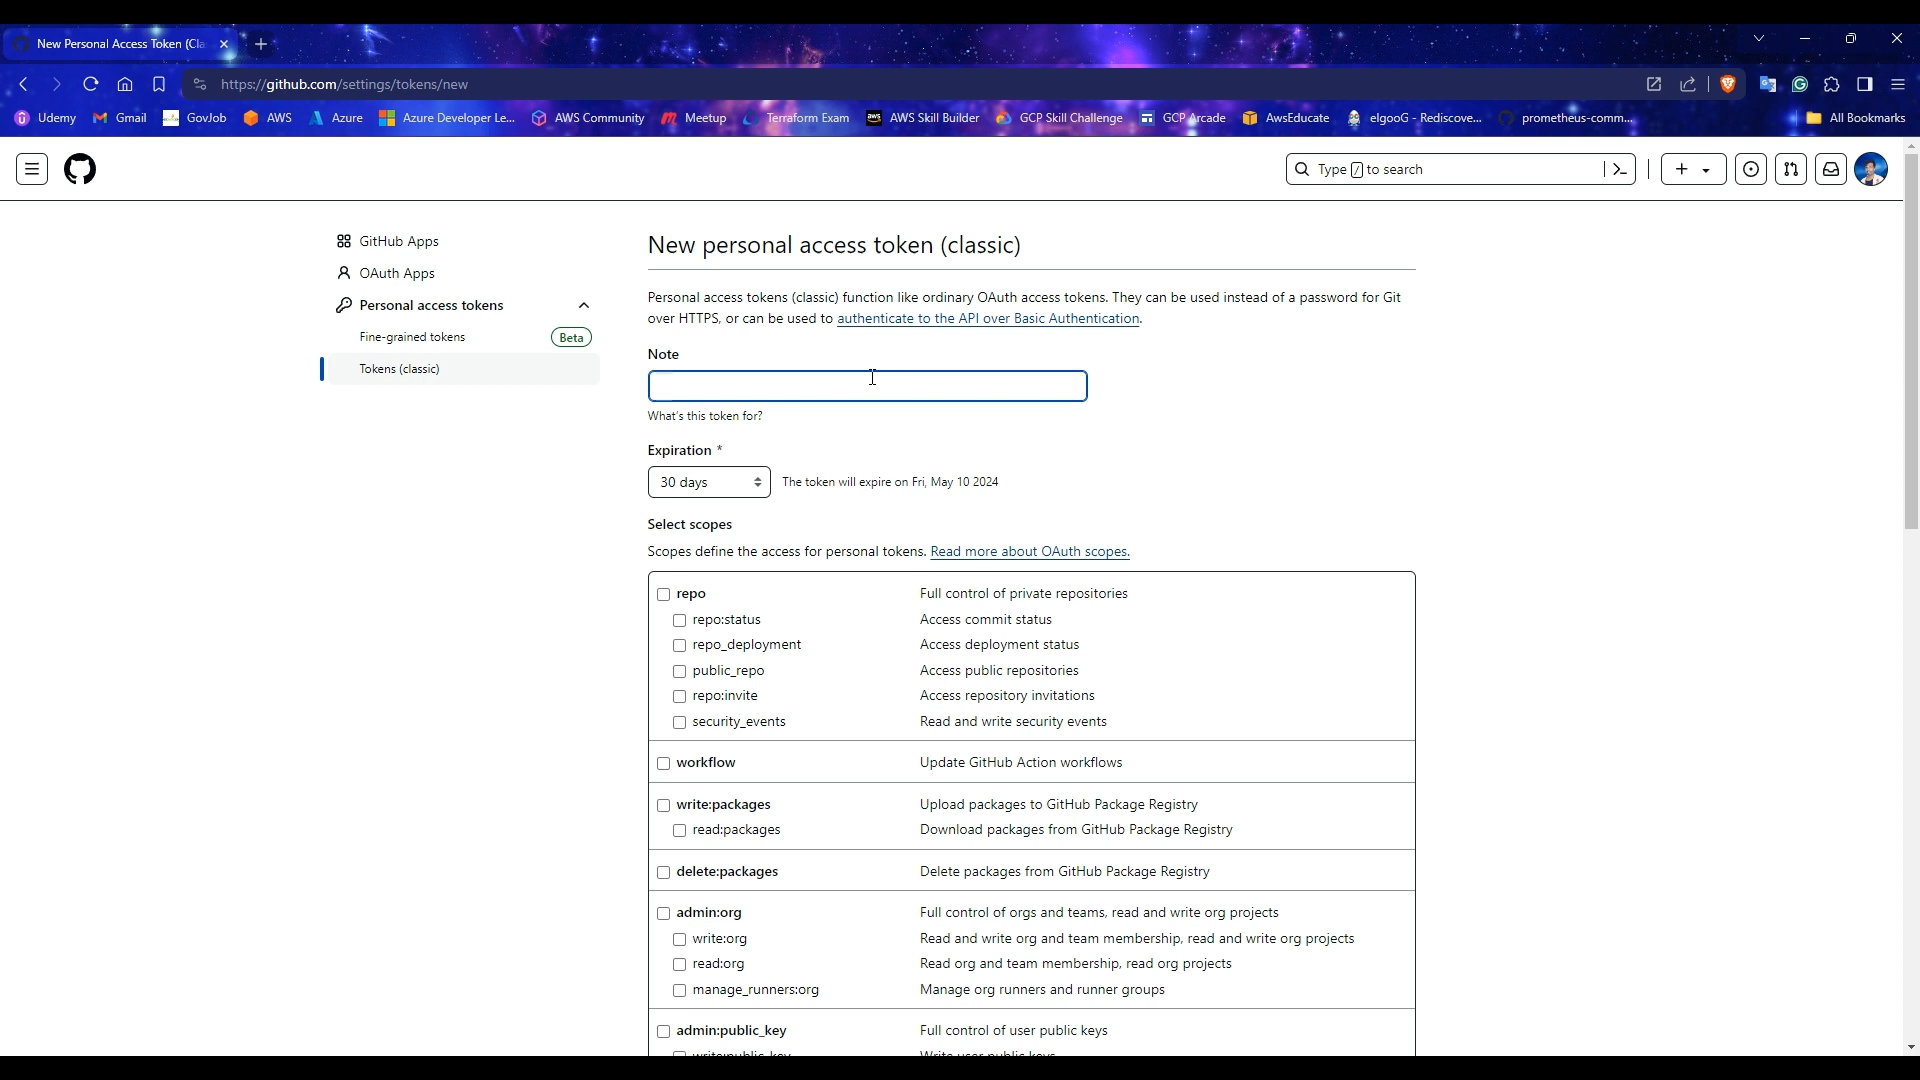 New Personal Access Token (Cla
https://github.com/settings/tokens/new
Udemy Gmail GovJob AWS Azure Azure Developer Le... AWS Community Meetup Terraform Exam AWS Skill Builder GCP Skill Challenge GCP Arcade AwsEducate elgooG - Rediscove... prometheus-comm... All Bookmarks
Type / to search
GitHub Apps
OAuth Apps
Personal access tokens
Fine-grained tokens Beta
Tokens (classic)
New personal access token (classic)
Personal access tokens (classic) function like ordinary OAuth access tokens. They can be used instead of a password for Git
over HTTPS, or can be used to authenticate to the API over Basic Authentication.
Note
What's this token for?
Expiration *
30 days The token will expire on Fri, May 10 2024
Select scopes
Scopes define the access for personal tokens. Read more about OAuth scopes.
repo Full control of private repositories
repo:status Access commit status
repo_deployment Access deployment status
public_repo Access public repositories
repo:invite Access repository invitations
security_events Read and write security events
workflow Update GitHub Action workflows
write:packages Upload packages to GitHub Package Registry
read:packages Download packages from GitHub Package Registry
delete:packages Delete packages from GitHub Package Registry
admin:org Full control of orgs and teams, read and write org projects
write:org Read and write org and team membership, read and write org projects
read:org Read org and team membership, read org projects
manage_runners:org Manage org runners and runner groups
admin:public_key Full control of user public keys
write:public_key Write user public keys